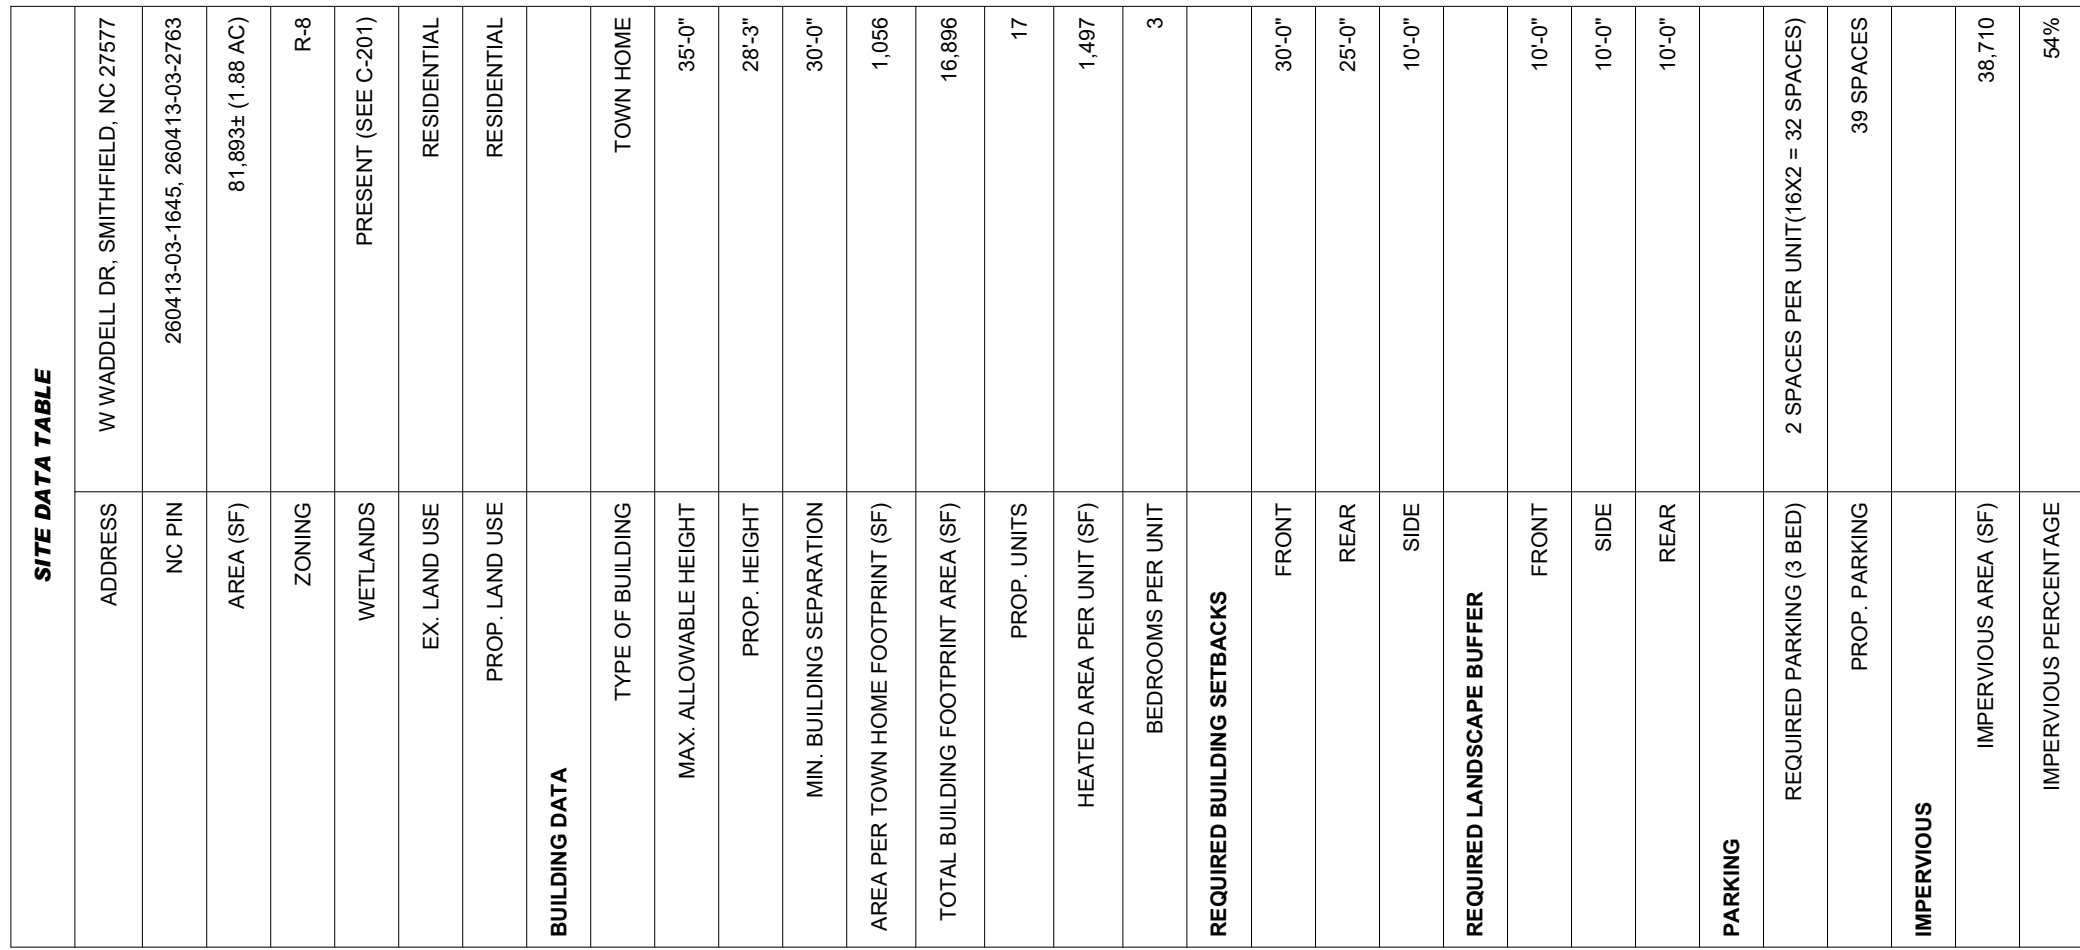 SITE DATA TABLE
ADDRESS W WADDELL DR, SMITHFIELD, NC 27577
NC PIN 260413-03-1645, 260413-03-2763
AREA (SF) 81,893± (1.88 AC)
ZONING R-8
WETLANDS PRESENT (SEE C-201)
EX. LAND USE RESIDENTIAL
PROP. LAND USE RESIDENTIAL
BUILDING DATA
TYPE OF BUILDING TOWN HOME
MAX. ALLOWABLE HEIGHT 35'-0"
PROP. HEIGHT 28'-3"
MIN. BUILDING SEPARATION 30'-0"
AREA PER TOWN HOME FOOTPRINT (SF) 1,056
TOTAL BUILDING FOOTPRINT AREA (SF) 16,896
PROP. UNITS 17
HEATED AREA PER UNIT (SF) 1,497
BEDROOMS PER UNIT 3
REQUIRED BUILDING SETBACKS
FRONT 30'-0"
REAR 25'-0"
SIDE 10'-0"
REQUIRED LANDSCAPE BUFFER
FRONT 10'-0"
SIDE 10'-0"
REAR 10'-0"
PARKING
REQUIRED PARKING (3 BED) 2 SPACES PER UNIT(16X2 = 32 SPACES)
PROP. PARKING 39 SPACES
IMPERVIOUS
IMPERVIOUS AREA (SF) 38,710
IMPERVIOUS PERCENTAGE 54%